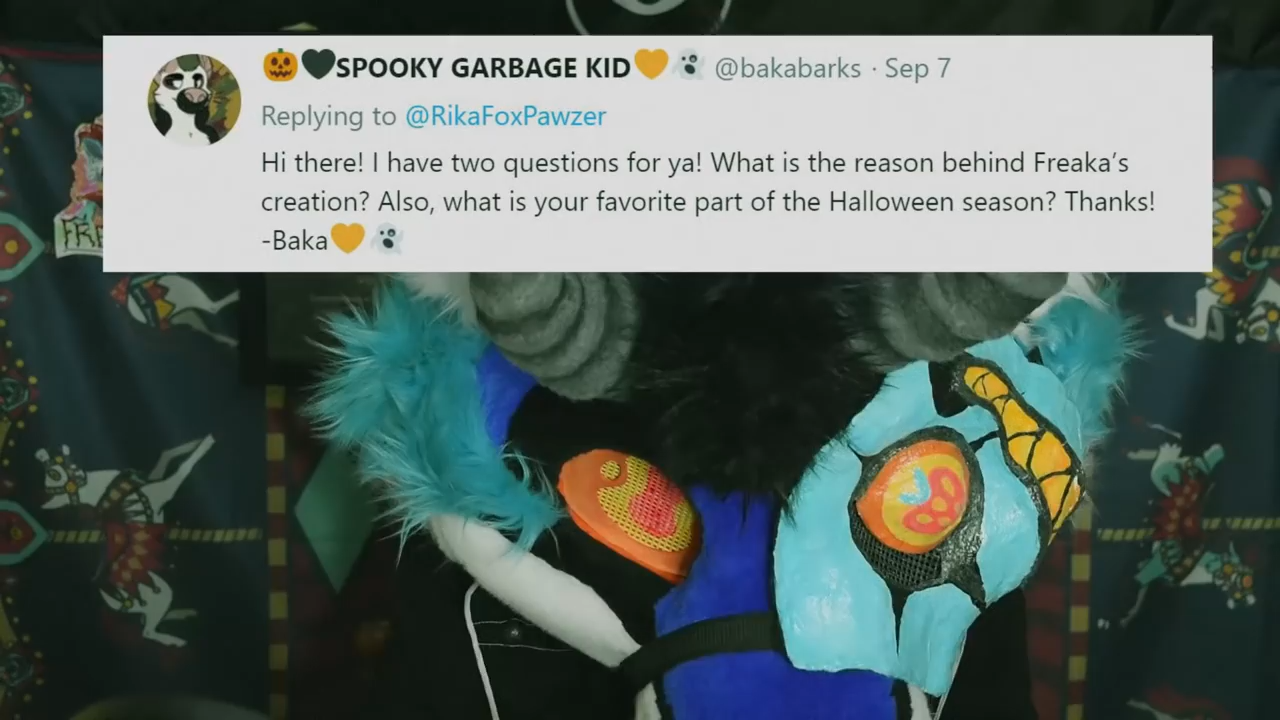 🎃🖤SPOOKY GARBAGE KID🧡👻 @bakabarks · Sep 7
Replying to @RikaFoxPawzer
Hi there! I have two questions for ya! What is the reason behind Freaka’s
creation? Also, what is your favorite part of the Halloween season? Thanks!
-Baka🧡👻
FRE